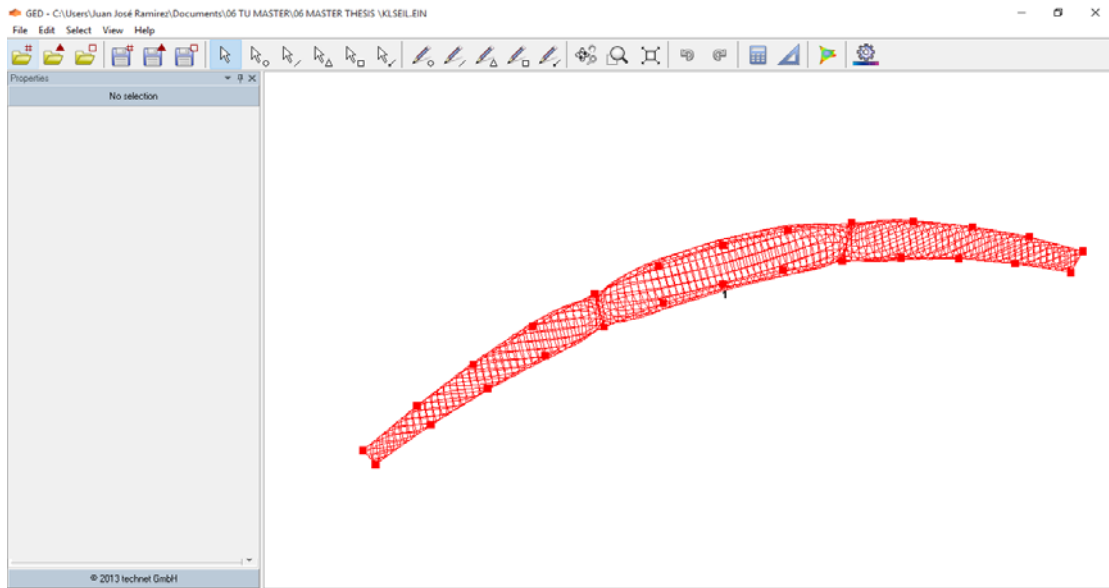 GED - C:\Users\Juan José Ramirez\Documents\06 TU MASTER\06 MASTER THESIS \KLSEIL.EIN
File Edit Select View Help
Properties
No selection
1
© 2013 technet GmbH